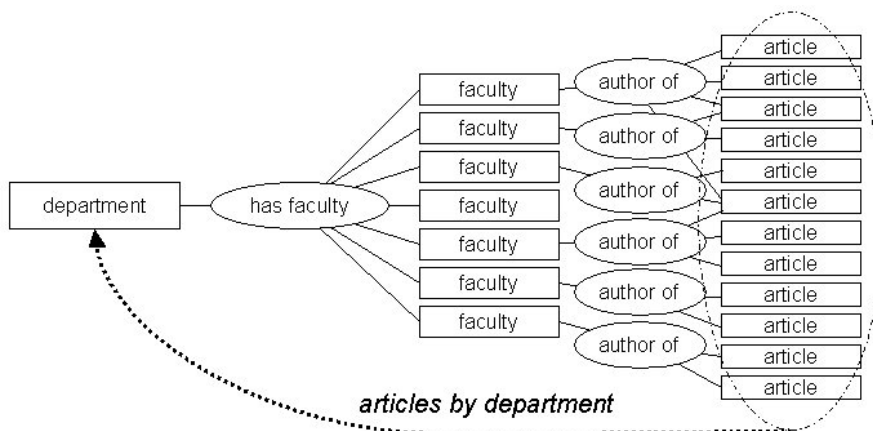 department
has faculty
faculty
faculty
faculty
faculty
faculty
faculty
faculty
author of
author of
author of
author of
author of
author of
article
article
article
article
article
article
article
article
article
article
article
article
articles by department